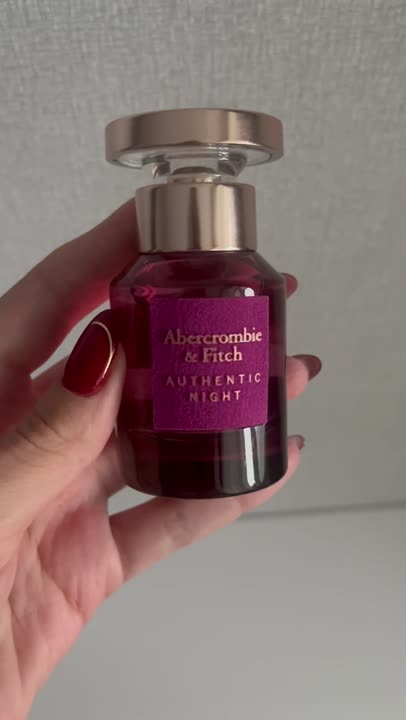 Abercrombie
& Fitch
AUTHENTIC
NIGHT